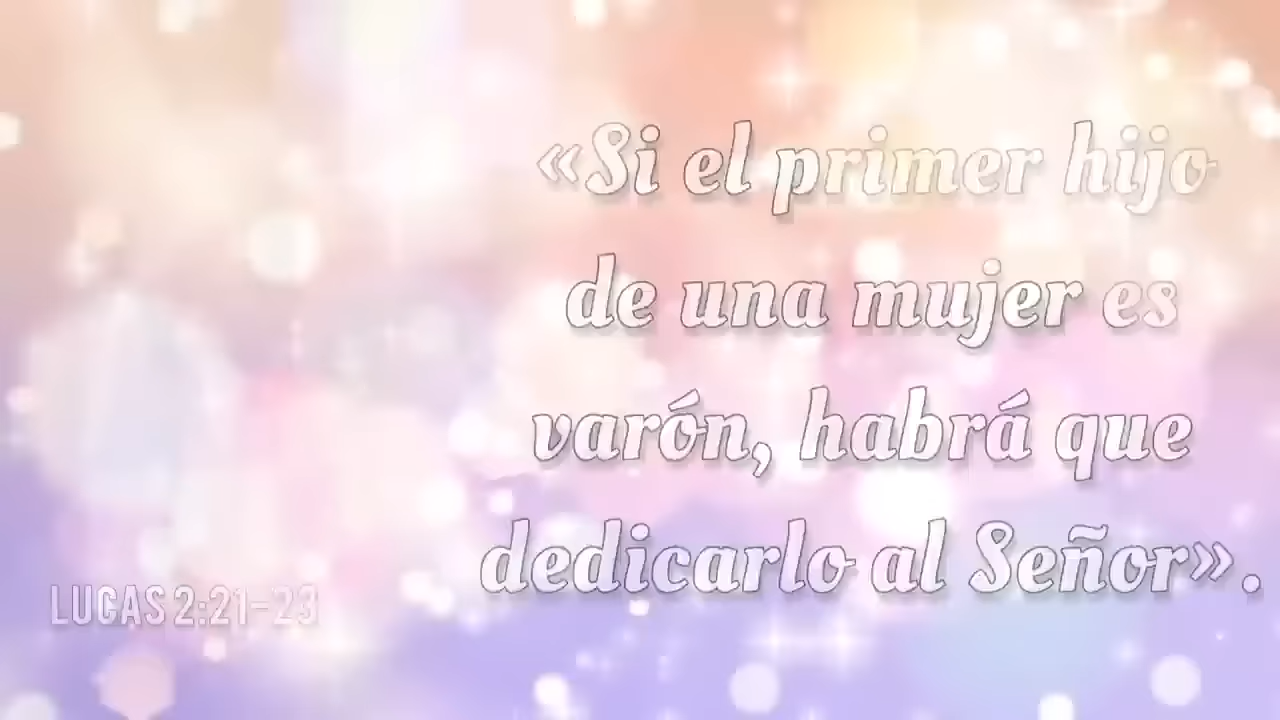 «Si el primer hijo
de una mujer es
varón, habrá que
dedicarlo al Señor».
LUCAS 2:21-23